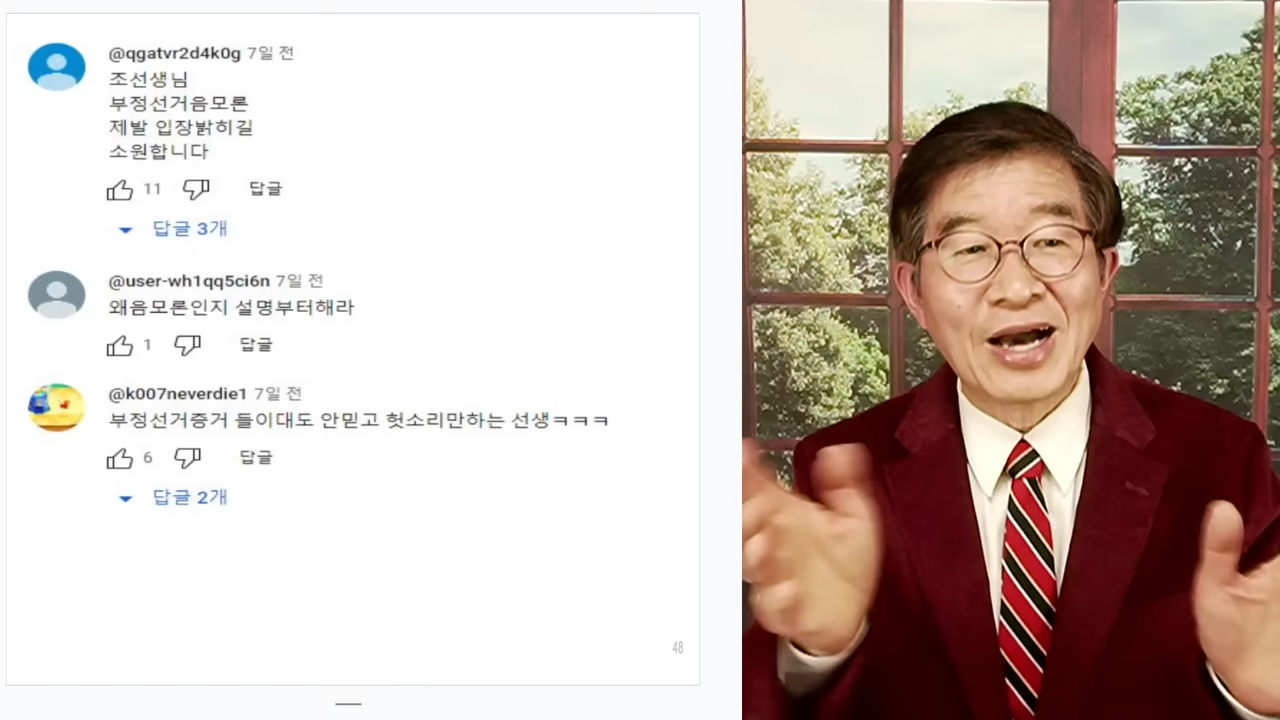 @qgatvr2d4k0g 7일 전
조선생님
부정선거음모론
제발 입장밝히길
소원합니다
11 답글
답글 3개
@user-wh1qq5ci6n 7일 전
왜음모론인지 설명부터해라
1 답글
@k007neverdie1 7일 전
부정선거증거 들이대도 안믿고 헛소리만하는 선생ㅋㅋㅋ
6 답글
답글 2개
48